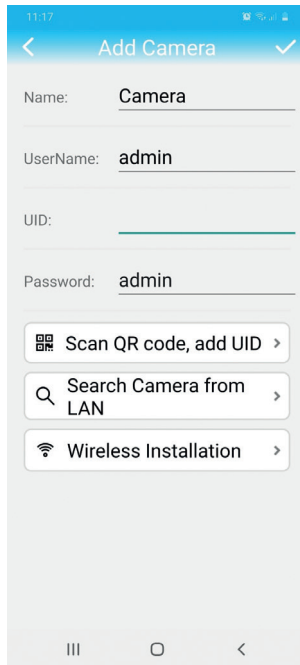 11:17
Add Camera
Name: Camera
UserName: admin
UID:
Password: admin
Scan QR code, add UID
Search Camera from
LAN
Wireless Installation